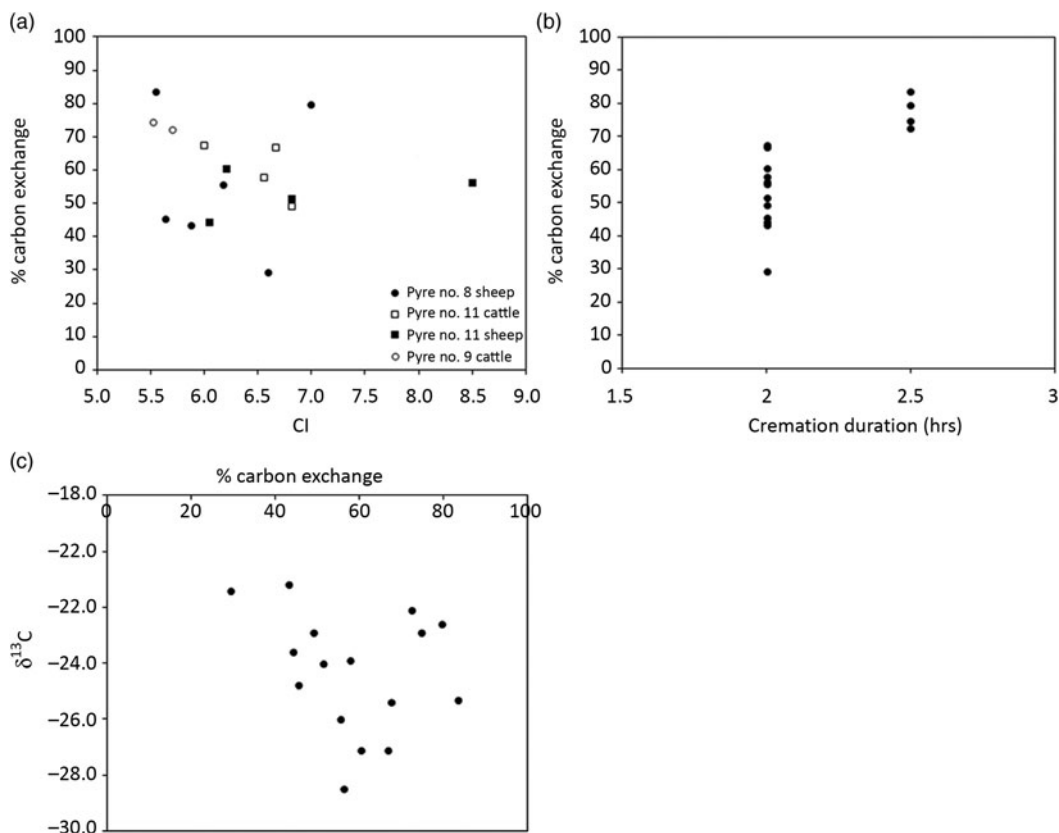 (a)
100
90
80
70
60
50
40
30
20
10
0
% carbon exchange
5.0 5.5 6.0 6.5 7.0 7.5 8.0 8.5 9.0
CI
Pyre no. 8 sheep
Pyre no. 11 cattle
Pyre no. 11 sheep
Pyre no. 9 cattle
(b)
100
90
80
70
60
50
40
30
20
10
0
% carbon exchange
1.5 2 2.5 3
Cremation duration (hrs)
(c)
% carbon exchange
0 20 40 60 80 100
–18.0
–22.0
–22.0
–24.0
–26.0
–28.0
–30.0
δ¹³C